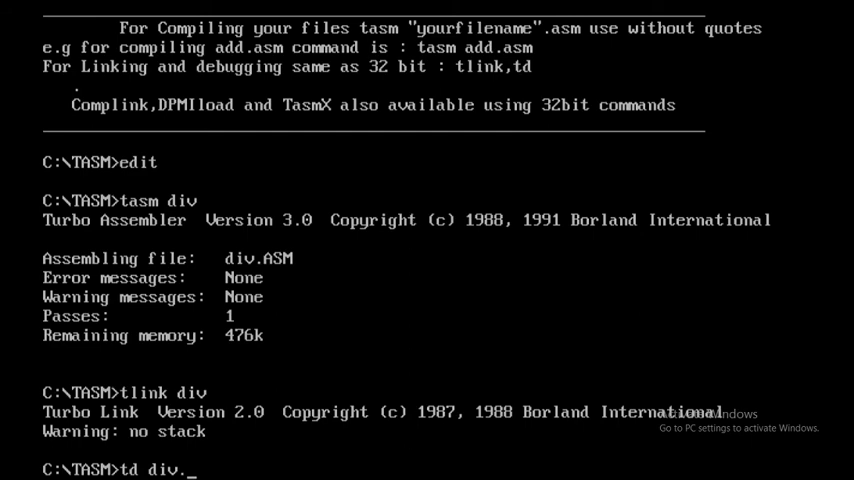 For Compiling your files tasm "yourfilename".asm use without quotes
e.g for compiling add.asm command is : tasm add.asm
For Linking and debugging same as 32 bit : tlink,td
.
Complink,DPMIload and TasmX also available using 32bit commands
C:\TASM>edit
C:\TASM>tasm div
Turbo Assembler  Version 3.0  Copyright (c) 1988, 1991 Borland International
Assembling file:   div.ASM
Error messages:    None
Warning messages:  None
Passes:            1
Remaining memory:  476k
C:\TASM>tlink div
Turbo Link  Version 2.0  Copyright (c) 1987, 1988 Borland International
Warning: no stack
C:\TASM>td div._
Activate Windows
Go to PC settings to activate Windows.